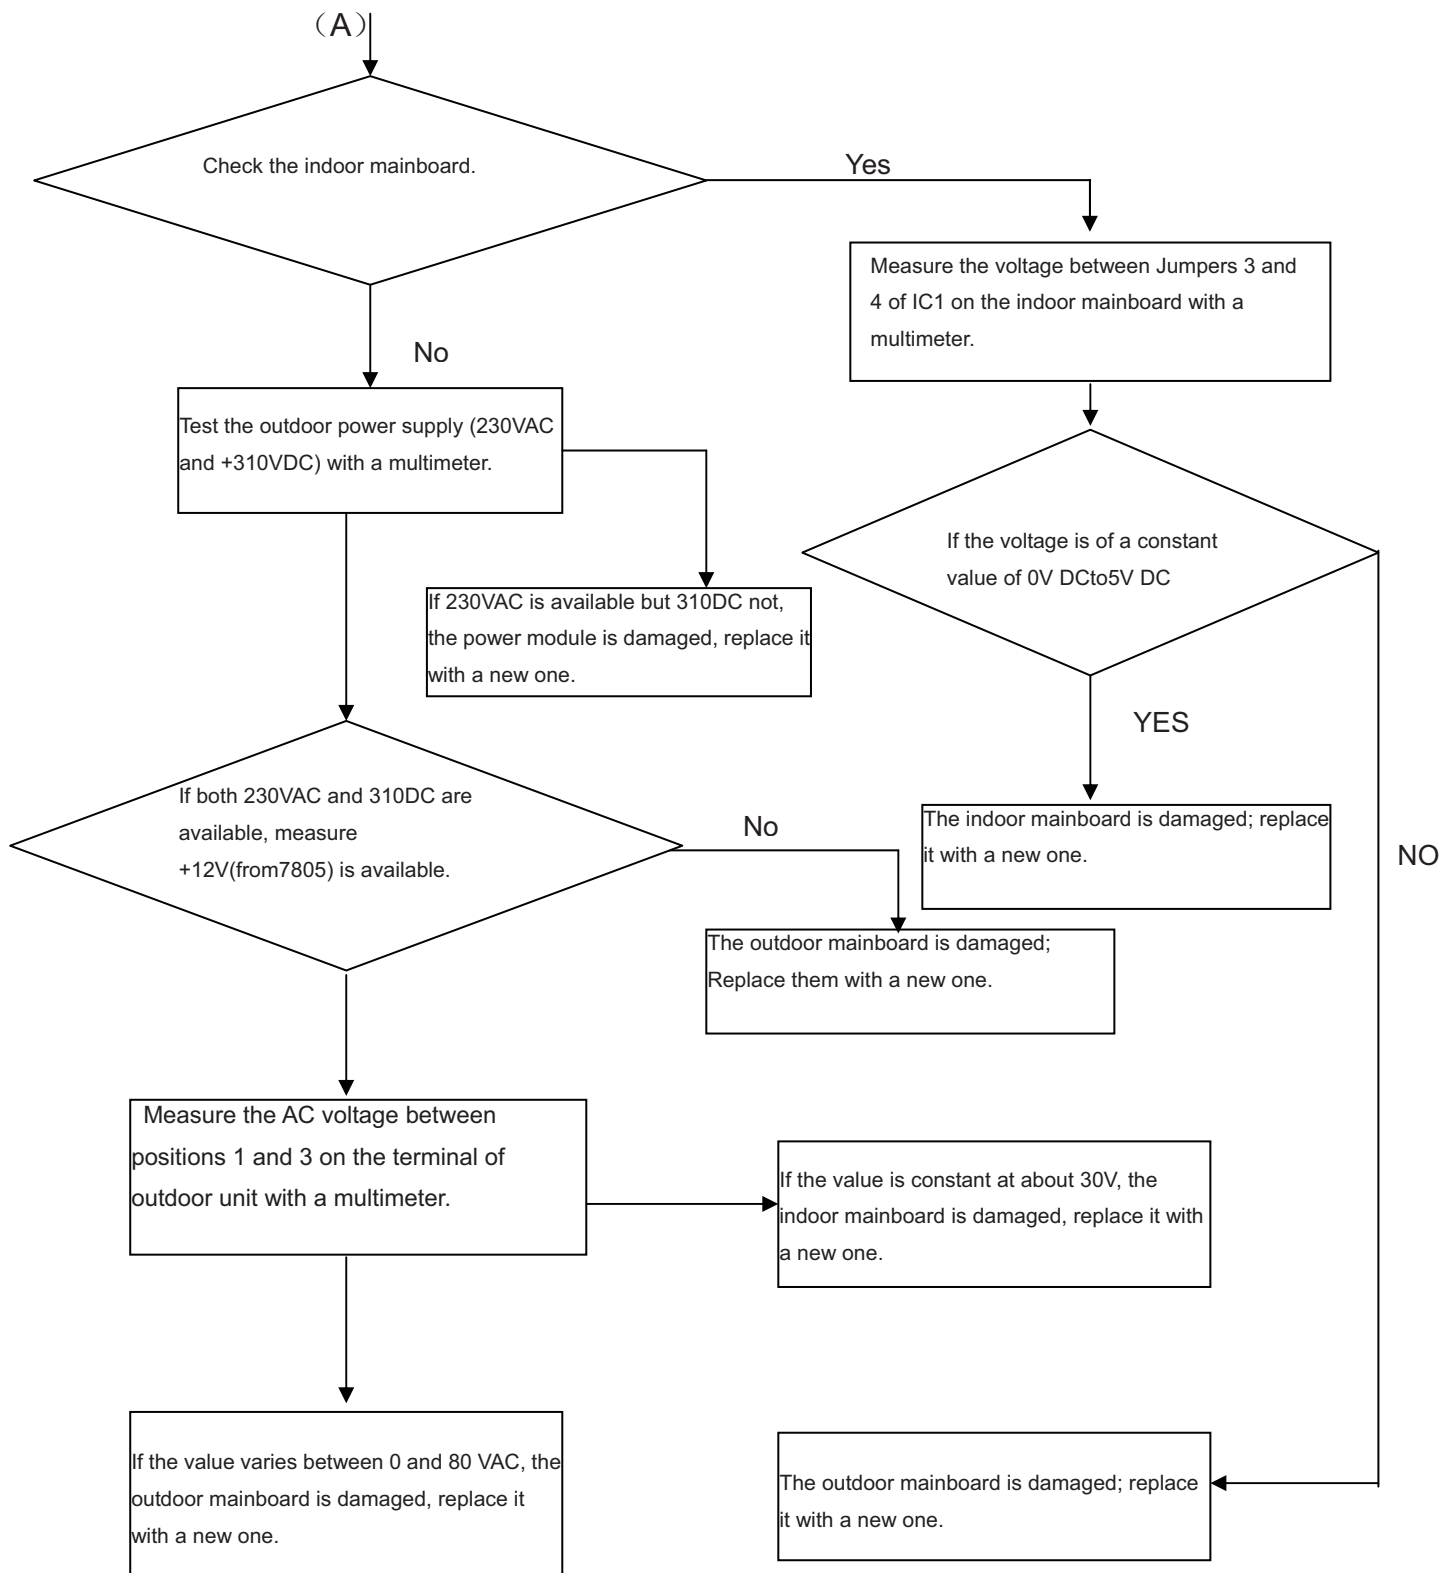 （A）
Check the indoor mainboard.
Yes
Measure the voltage between Jumpers 3 and
4 of IC1 on the indoor mainboard with a
multimeter.
No
Test the outdoor power supply (230VAC
and +310VDC) with a multimeter.
If the voltage is of a constant
value of 0V DCto5V DC
If 230VAC is available but 310DC not,
the power module is damaged, replace it
with a new one.
YES
If both 230VAC and 310DC are
available, measure
+12V(from7805) is available.
No
The indoor mainboard is damaged; replace
it with a new one.
NO
The outdoor mainboard is damaged;
Replace them with a new one.
Measure the AC voltage between
positions 1 and 3 on the terminal of
outdoor unit with a multimeter.
If the value is constant at about 30V, the
indoor mainboard is damaged, replace it with
a new one.
If the value varies between 0 and 80 VAC, the
outdoor mainboard is damaged, replace it
with a new one.
The outdoor mainboard is damaged; replace
it with a new one.